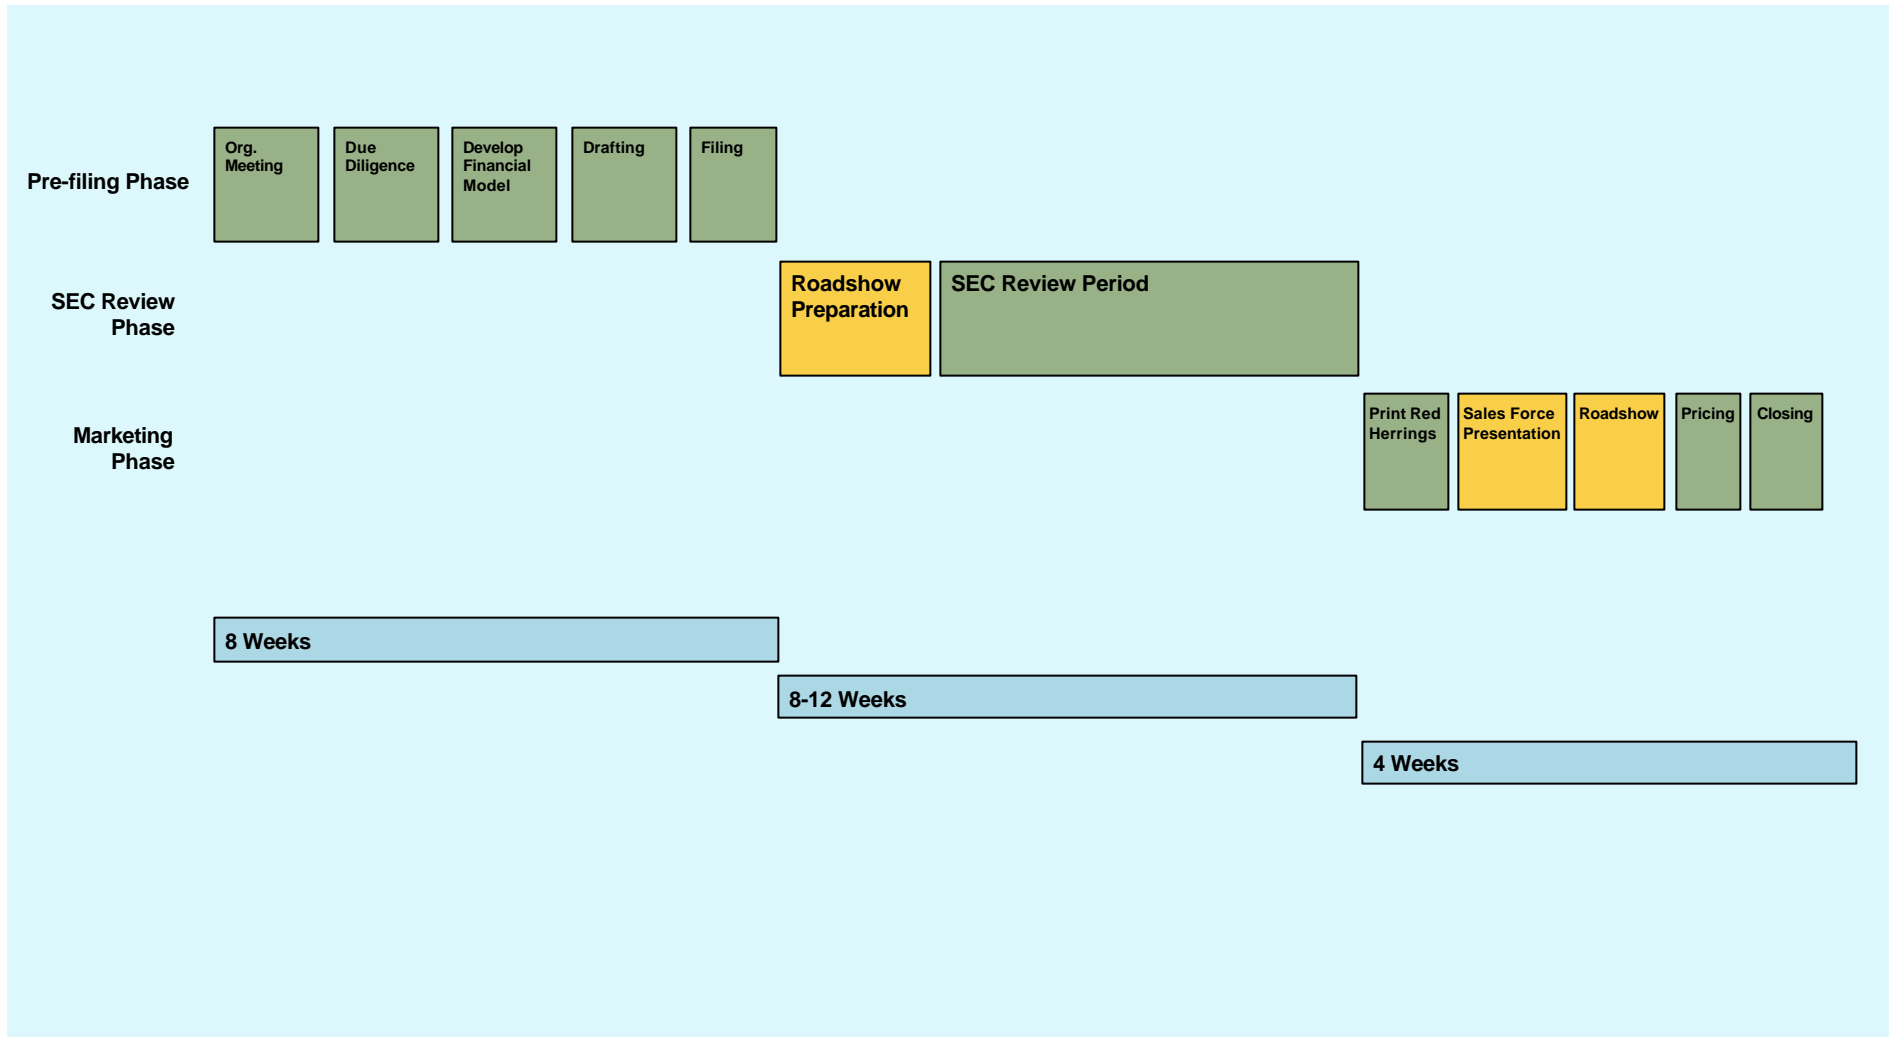 Pre-filing Phase
Org.
Meeting
Due
Diligence
Develop
Financial
Model
Drafting
Filing
SEC Review
Phase
Roadshow
Preparation
SEC Review Period
Marketing
Phase
Print Red
Herrings
Sales Force
Presentation
Roadshow
Pricing
Closing
8 Weeks
8-12 Weeks
4 Weeks